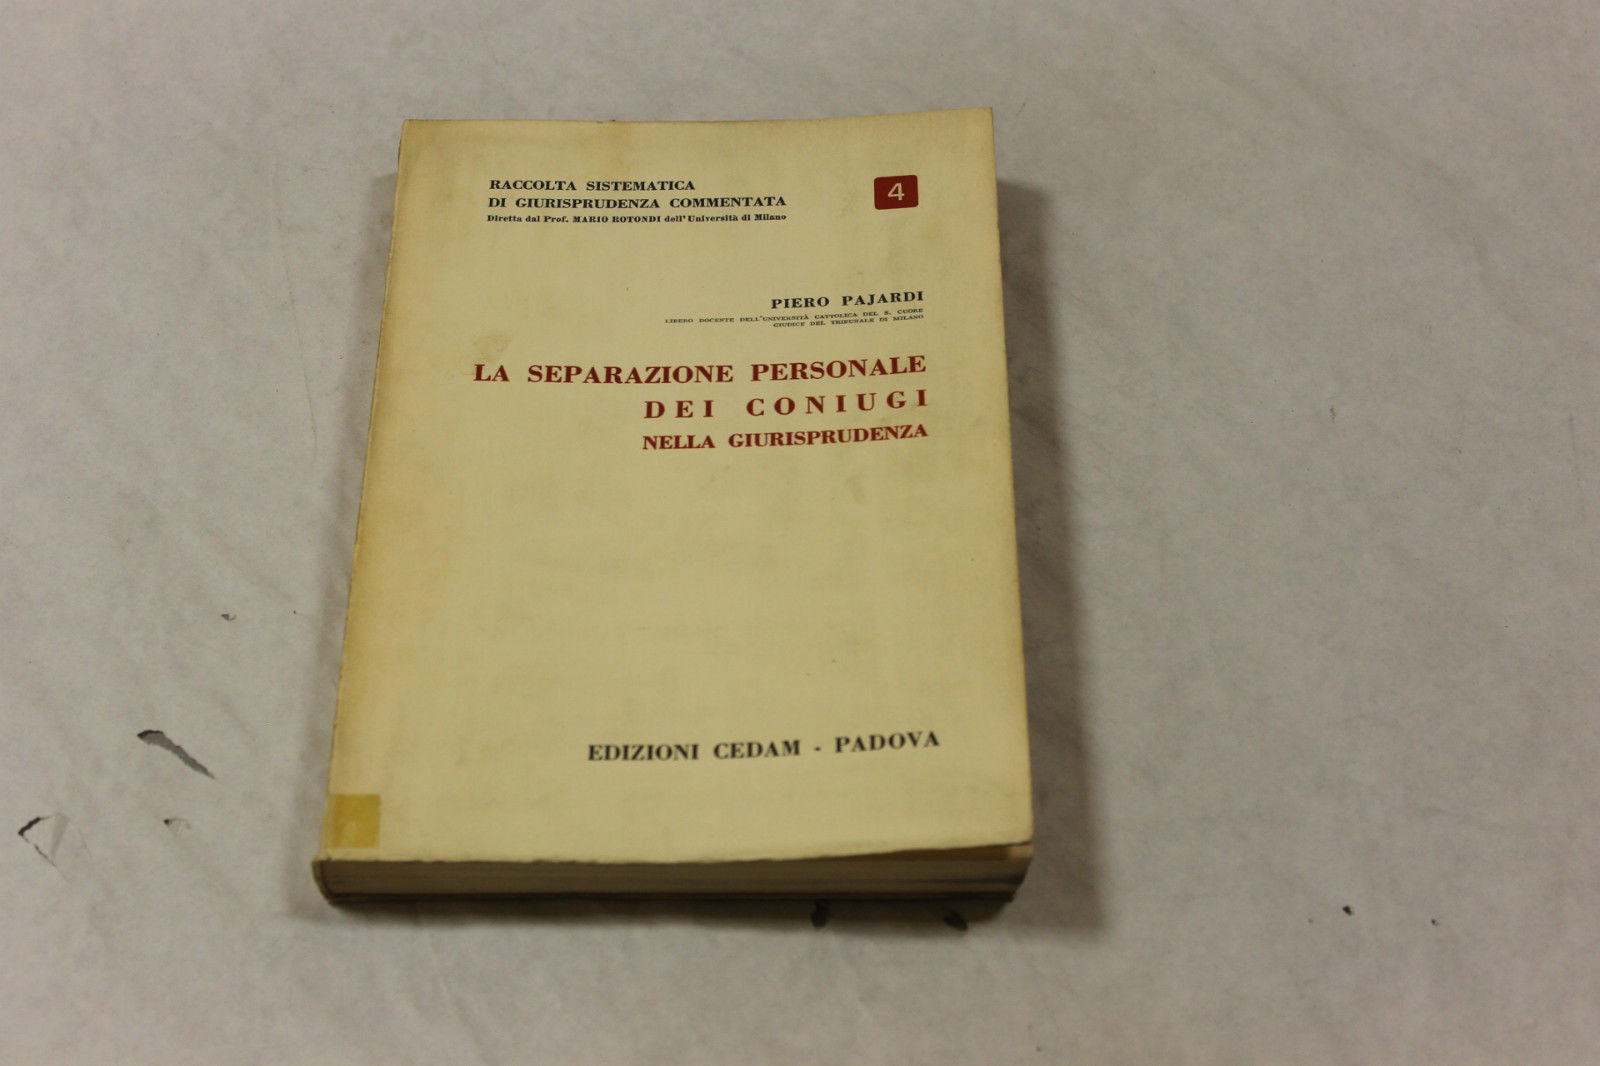 RACCOLTA SISTEMATICA
DI GIURISPRUDENZA COMMENTATA
Diretta dal Prof. MARIO ROTONDI dell'Università di Milano
4
PIERO PAJARDI
LIBERO DOCENTE DELL'UNIVERSITÀ CATTOLICA DEL S. CUORE
GIUDICE DEL TRIBUNALE DI MILANO
LA SEPARAZIONE PERSONALE
DEI CONIUGI
NELLA GIURISPRUDENZA
EDIZIONI CEDAM - PADOVA